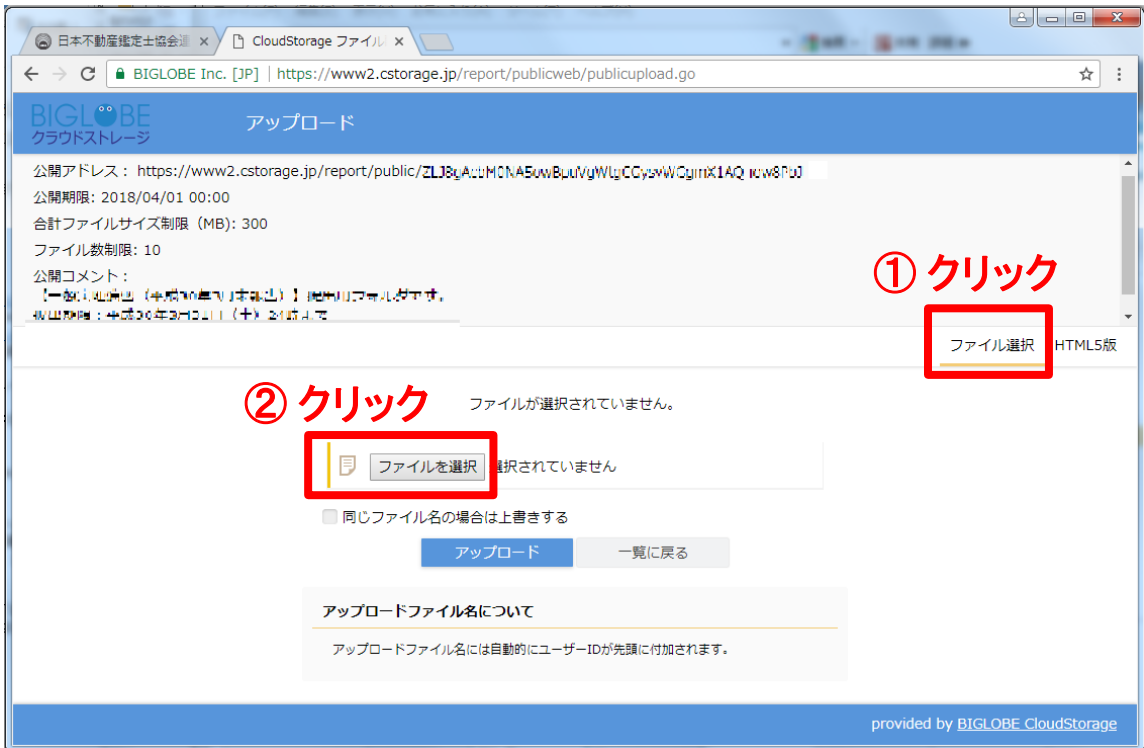 日本不動産鑑定士協会連
CloudStorage ファイル
BIGLOBE Inc. [JP] | https://www2.cstorage.jp/report/publicweb/publicupload.go
BIGLOBE
クラウドストレージ
アップロード
公開アドレス： https://www2.cstorage.jp/report/public/
公開期限: 2018/04/01 00:00
合計ファイルサイズ制限（MB): 300
ファイル数制限: 10
公開コメント：
① クリック
ファイル選択 HTML5版
② クリック
ファイルが選択されていません。
ファイルを選択 選択されていません
同じファイル名の場合は上書きする
アップロード 一覧に戻る
アップロードファイル名について
アップロードファイル名には自動的にユーザーIDが先頭に付加されます。
provided by BIGLOBE CloudStorage